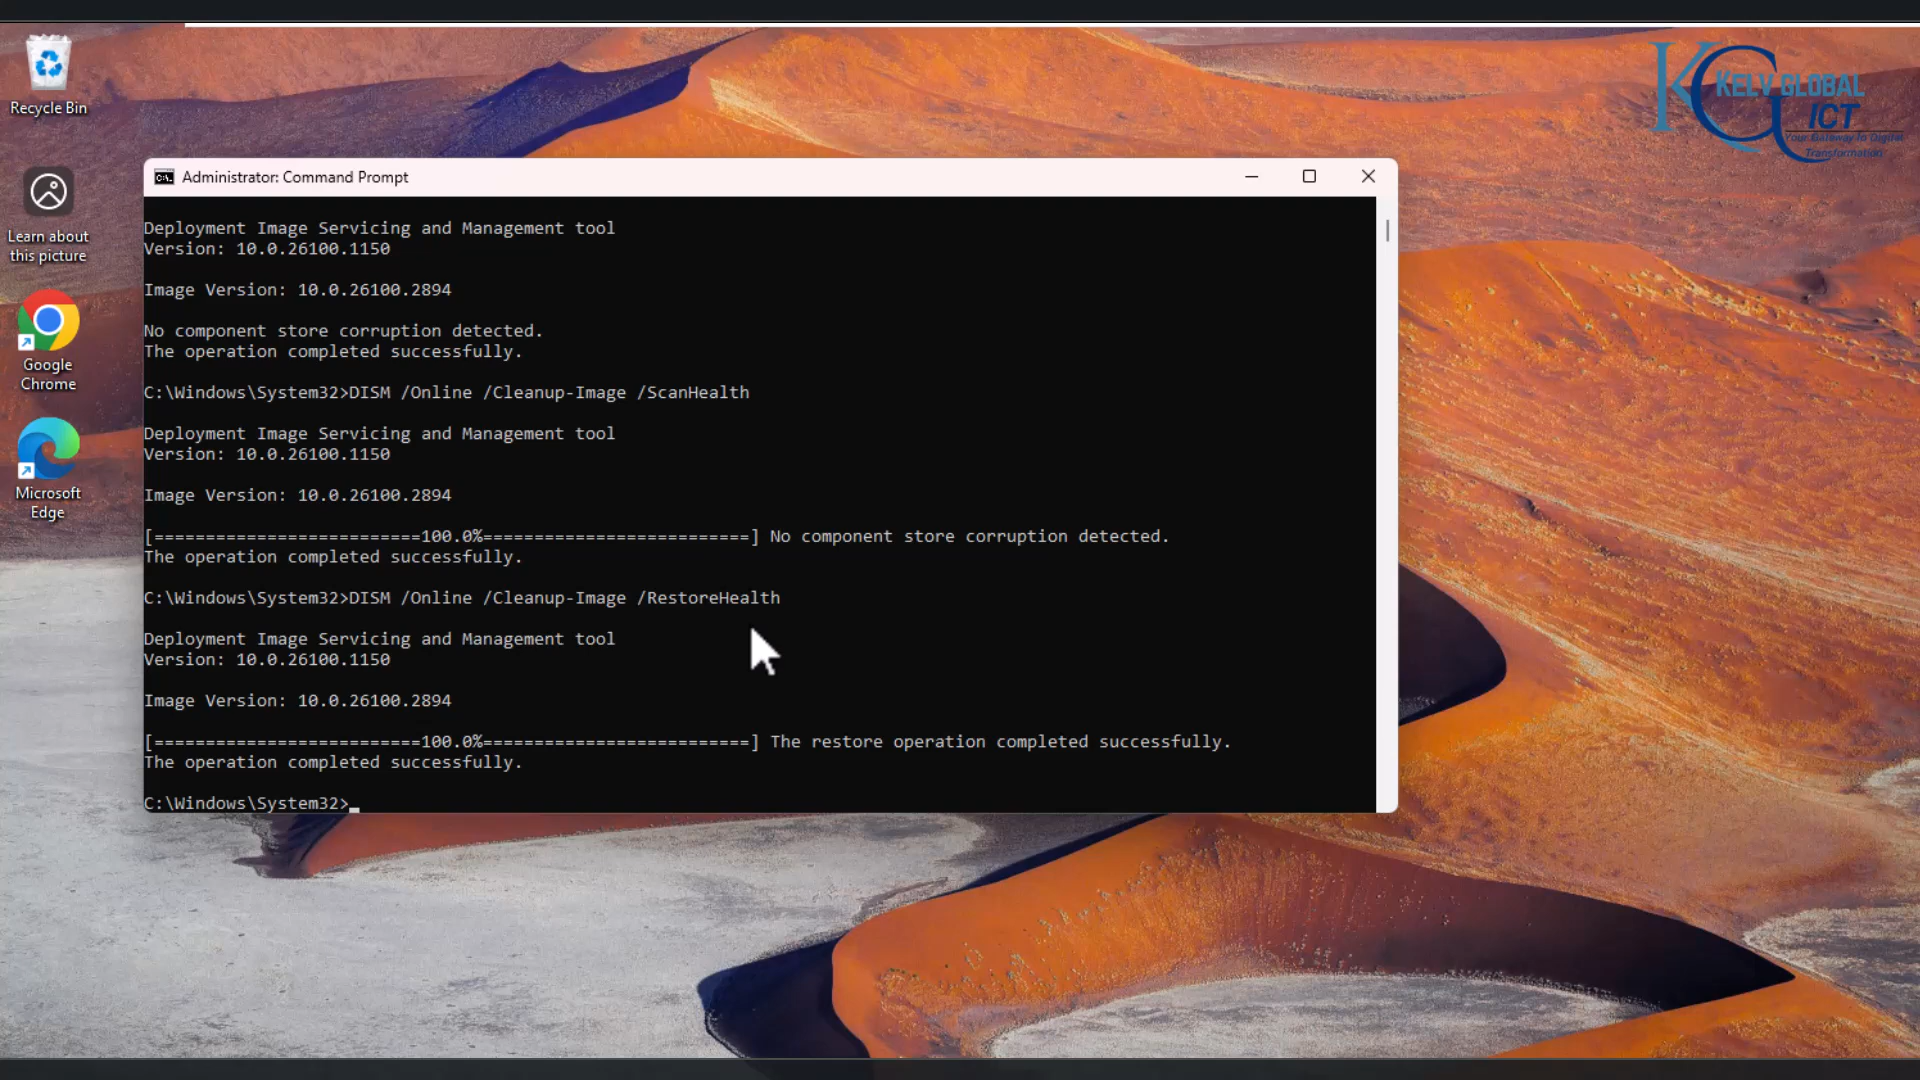 Recycle Bin
Learn about
this picture
Google
Chrome
Microsoft
Edge
KELV GLOBAL
ICT
Your Gateway to Digital
Transformation
Administrator: Command Prompt
Deployment Image Servicing and Management tool
Version: 10.0.26100.1150
Image Version: 10.0.26100.2894
No component store corruption detected.
The operation completed successfully.
C:\Windows\System32>DISM /Online /Cleanup-Image /ScanHealth
Deployment Image Servicing and Management tool
Version: 10.0.26100.1150
Image Version: 10.0.26100.2894
[==========================100.0%==========================] No component store corruption detected.
The operation completed successfully.
C:\Windows\System32>DISM /Online /Cleanup-Image /RestoreHealth
Deployment Image Servicing and Management tool
Version: 10.0.26100.1150
Image Version: 10.0.26100.2894
[==========================100.0%==========================] The restore operation completed successfully.
The operation completed successfully.
C:\Windows\System32>